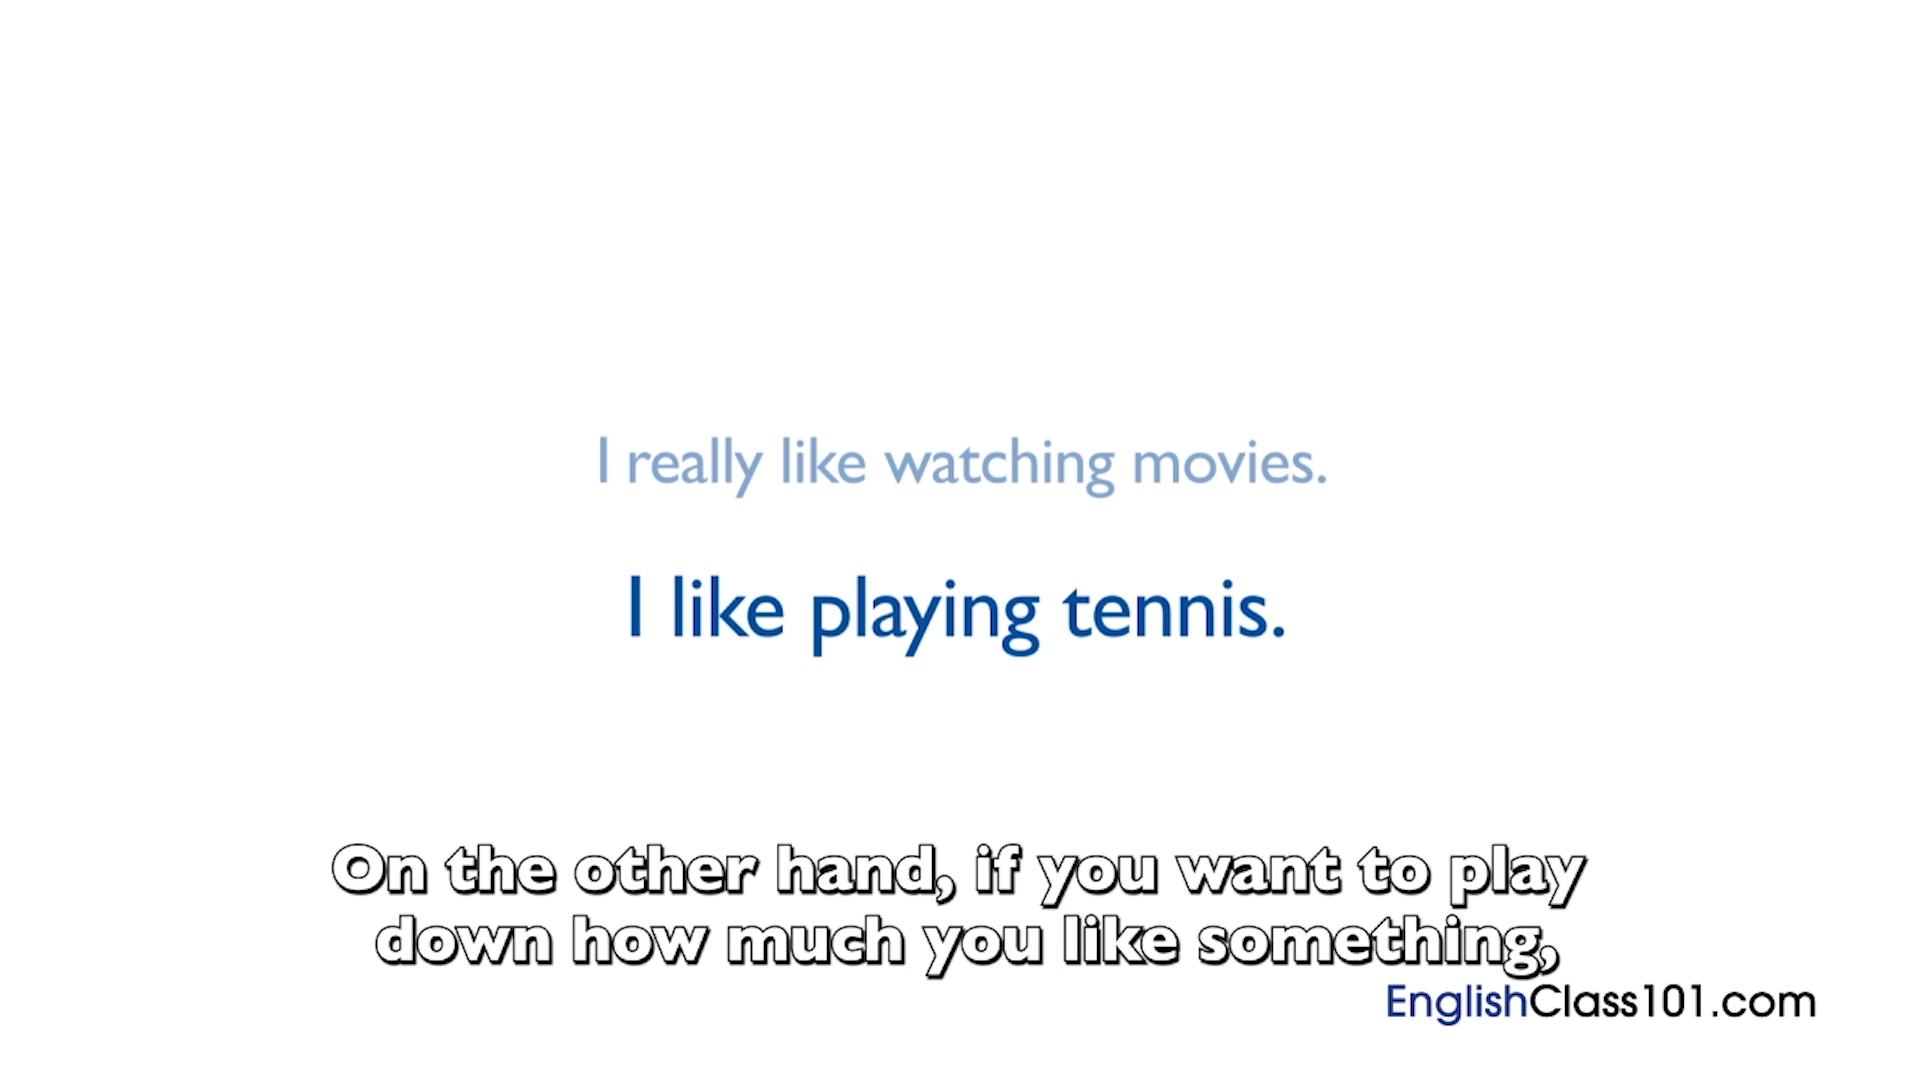 I really like watching movies.
I like playing tennis.
On the other hand, if you want to play
down how much you like something,
EnglishClass101.com